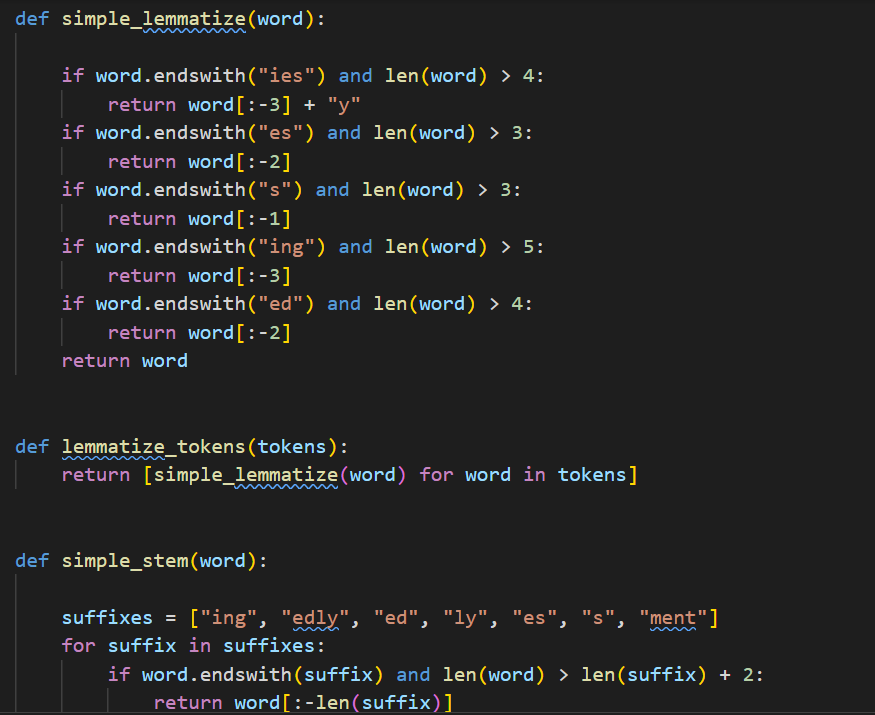 def simple_lemmatize(word):
    if word.endswith("ies") and len(word) > 4:
        return word[:-3] + "y"
    if word.endswith("es") and len(word) > 3:
        return word[:-2]
    if word.endswith("s") and len(word) > 3:
        return word[:-1]
    if word.endswith("ing") and len(word) > 5:
        return word[:-3]
    if word.endswith("ed") and len(word) > 4:
        return word[:-2]
    return word
def lemmatize_tokens(tokens):
    return [simple_lemmatize(word) for word in tokens]
def simple_stem(word):
    suffixes = ["ing", "edly", "ed", "ly", "es", "s", "ment"]
    for suffix in suffixes:
        if word.endswith(suffix) and len(word) > len(suffix) + 2:
            return word[:-len(suffix)]